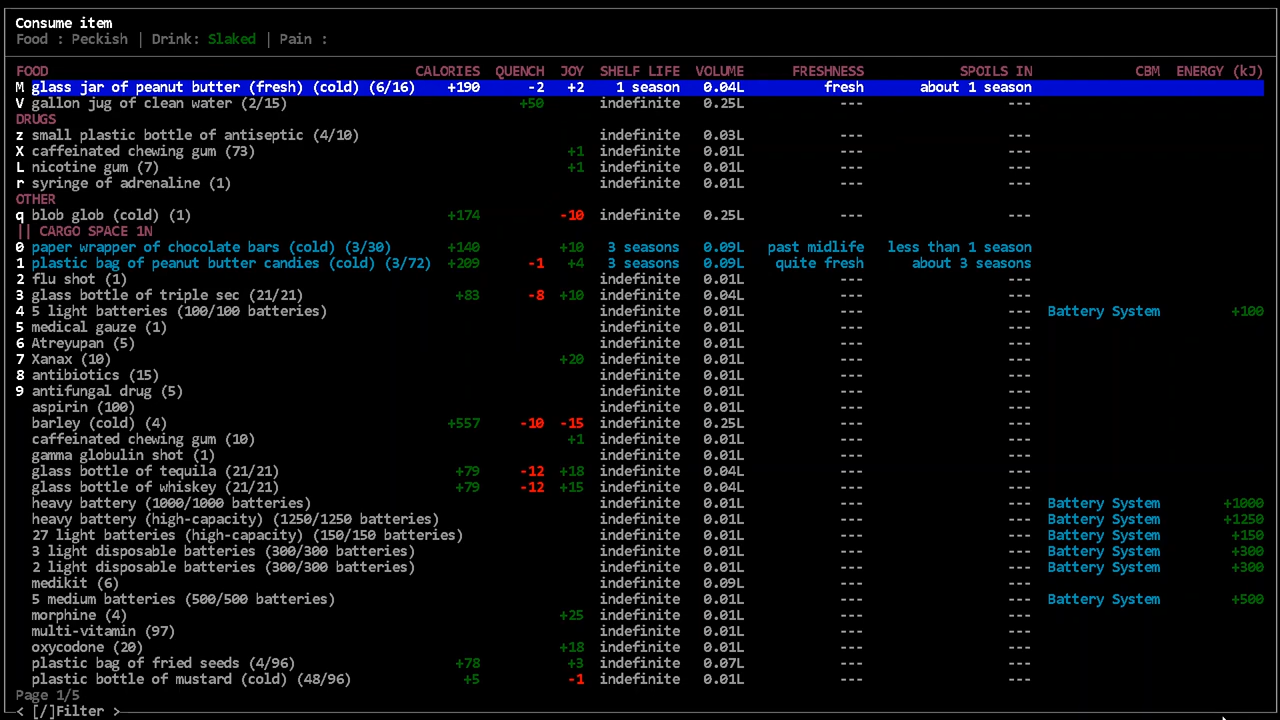 Consume item
Food : Peckish | Drink: Slaked | Pain :
FOOD CALORIES QUENCH JOY SHELF LIFE VOLUME FRESHNESS SPOILS IN CBM ENERGY (kJ)
M glass jar of peanut butter (fresh) (cold) (6/16) +190 -2 +2 1 season 0.04L fresh about 1 season
V gallon jug of clean water (2/15) +50 indefinite 0.25L ---  ---
DRUGS
z small plastic bottle of antiseptic (4/10) indefinite 0.03L --- ---
X caffeinated chewing gum (73) +1 indefinite 0.01L --- ---
L nicotine gum (7) +1 indefinite 0.01L --- ---
r syringe of adrenaline (1) indefinite 0.01L --- ---
OTHER
q blob glob (cold) (1) +174 -10 indefinite 0.25L --- ---
|| CARGO SPACE 1N
0 paper wrapper of chocolate bars (cold) (3/30) +140 +10 3 seasons 0.09L past midlife less than 1 season
1 plastic bag of peanut butter candies (cold) (3/72) +209 -1 +4 3 seasons 0.09L quite fresh about 3 seasons
2 flu shot (1) indefinite 0.01L --- ---
3 glass bottle of triple sec (21/21) +83 -8 +10 indefinite 0.04L --- ---
4 5 light batteries (100/100 batteries) indefinite 0.01L --- --- Battery System +100
5 medical gauze (1) indefinite 0.01L --- ---
6 Atreyupan (5) indefinite 0.01L --- ---
7 Xanax (10) +20 indefinite 0.01L --- ---
8 antibiotics (15) indefinite 0.01L --- ---
9 antifungal drug (5) indefinite 0.01L --- ---
aspirin (100) indefinite 0.01L --- ---
barley (cold) (4) +557 -10 -15 indefinite 0.25L --- ---
caffeinated chewing gum (10) +1 indefinite 0.01L --- ---
gamma globulin shot (1) indefinite 0.01L --- ---
glass bottle of tequila (21/21) +79 -12 +18 indefinite 0.04L --- ---
glass bottle of whiskey (21/21) +79 -12 +15 indefinite 0.04L --- ---
heavy battery (1000/1000 batteries) indefinite 0.01L --- --- Battery System +1000
heavy battery (high-capacity) (1250/1250 batteries) indefinite 0.01L --- --- Battery System +1250
27 light batteries (high-capacity) (150/150 batteries) indefinite 0.01L --- --- Battery System +150
3 light disposable batteries (300/300 batteries) indefinite 0.01L --- --- Battery System +300
2 light disposable batteries (300/300 batteries) indefinite 0.01L --- --- Battery System +300
medikit (6) indefinite 0.09L --- ---
5 medium batteries (500/500 batteries) indefinite 0.01L --- --- Battery System +500
morphine (4) +25 indefinite 0.01L --- ---
multi-vitamin (97) indefinite 0.01L --- ---
oxycodone (20) +18 indefinite 0.01L --- ---
plastic bag of fried seeds (4/96) +78 +3 indefinite 0.07L --- ---
plastic bottle of mustard (cold) (48/96) +5 -1 indefinite 0.01L --- ---
Page 1/5
< [/]Filter >